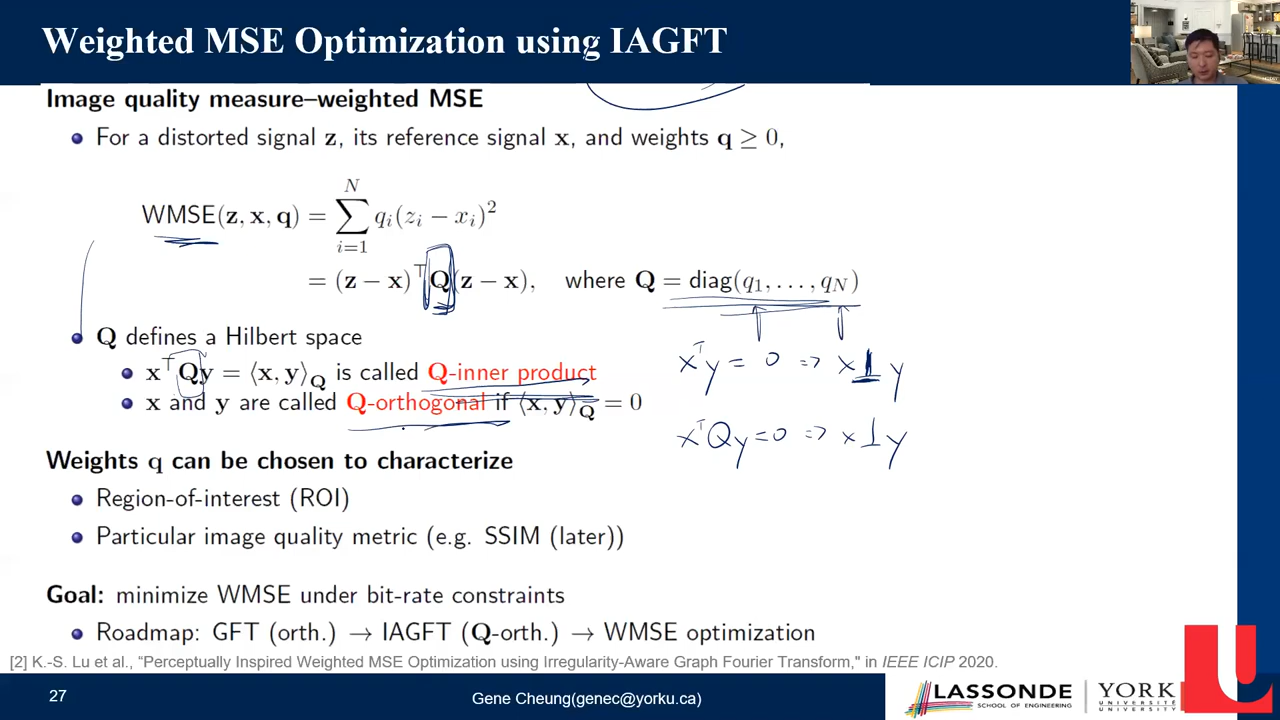 Weighted MSE Optimization using IAGFT
Image quality measure–weighted MSE
For a distorted signal z, its reference signal x, and weights q ≥ 0,
WMSE(z, x, q) = ∑_{i=1}^{N} q_i(z_i − x_i)^2
= (z − x)^⊤Q(z − x), where Q = diag(q_1, . . . , q_N)
Q defines a Hilbert space
x^⊤Qy = ⟨x, y⟩_Q is called Q-inner product
x^Ty = 0 => x ⊥ y
x and y are called Q-orthogonal if ⟨x, y⟩_Q = 0
x^TQy = 0 => x ⊥ y
Weights q can be chosen to characterize
Region-of-interest (ROI)
Particular image quality metric (e.g. SSIM (later))
Goal: minimize WMSE under bit-rate constraints
Roadmap: GFT (orth.) → IAGFT (Q-orth.) → WMSE optimization
[2] K.-S. Lu et al., "Perceptually Inspired Weighted MSE Optimization using Irregularity-Aware Graph Fourier Transform," in IEEE ICIP 2020.
27
Gene Cheung(genec@yorku.ca)
LASSONDE
SCHOOL OF ENGINEERING
YORK
UNIVERSITÉ
UNIVERSITY